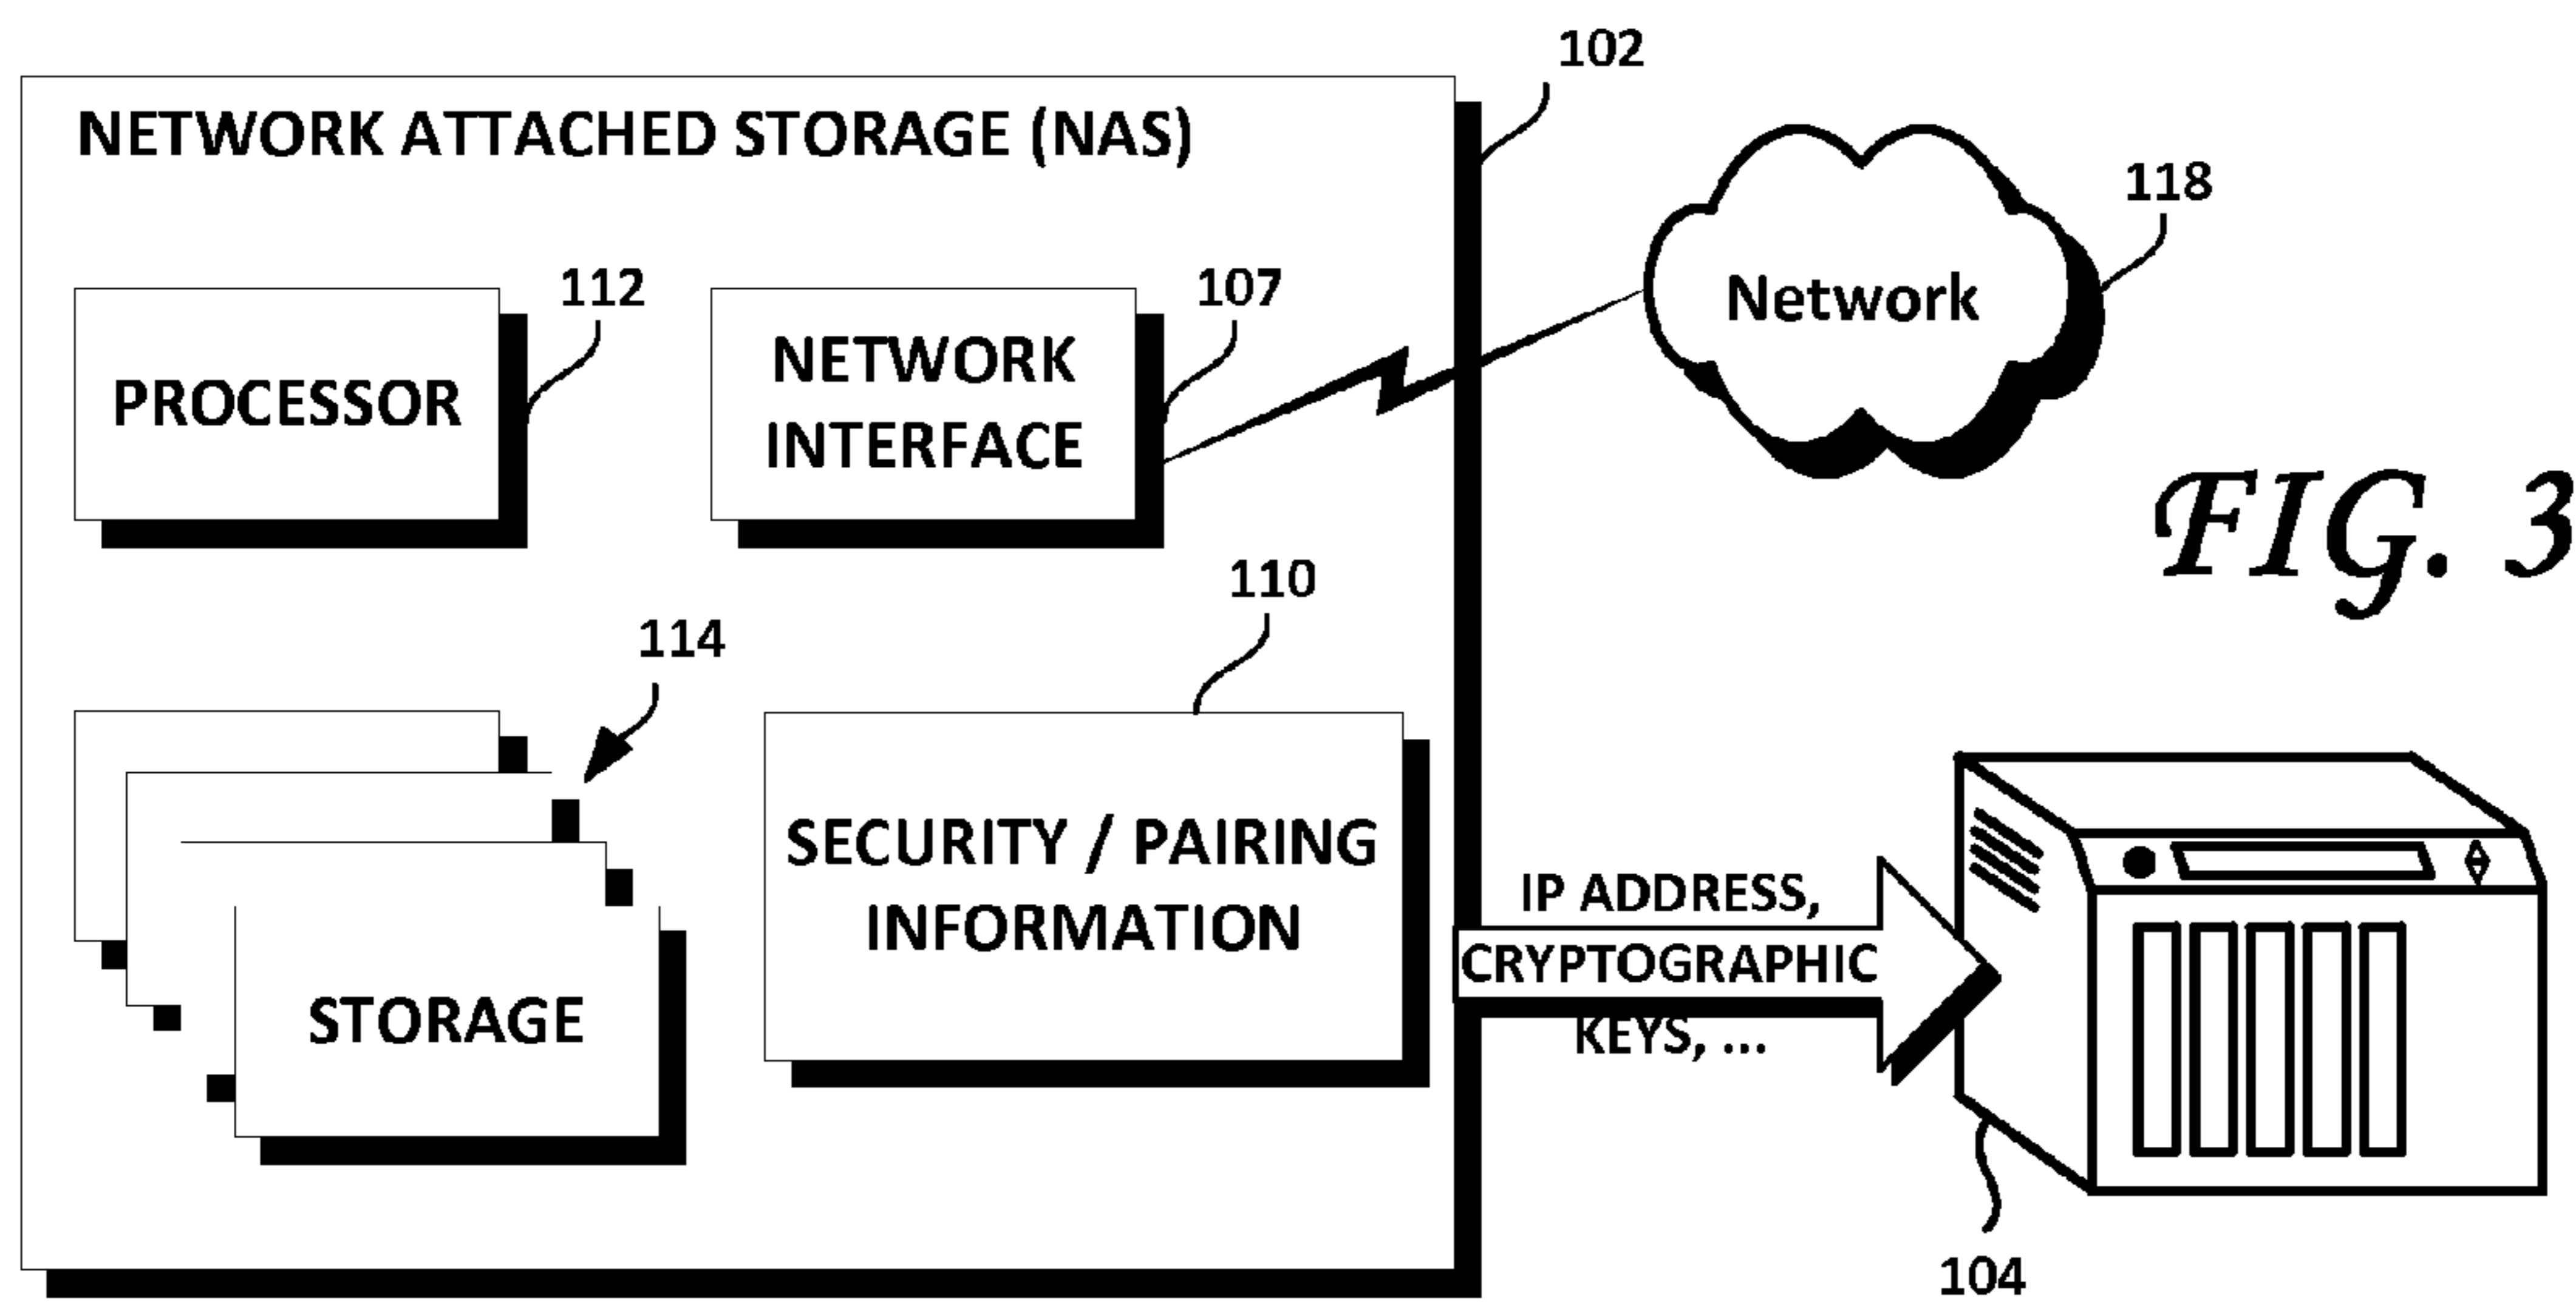 102
NETWORK ATTACHED STORAGE (NAS)
118
112
107
Network
NETWORK
INTERFACE
PROCESSOR
FIG. 3
110
114
SECURITY / PAIRING
INFORMATION
IP ADDRESS,
CRYPTOGRAPHIC
KEYS, ...
STORAGE
104